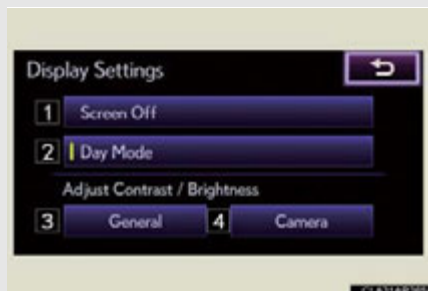 Display Settings
1 Screen Off
2 Day Mode
Adjust Contrast / Brightness
3 General 4 Camera